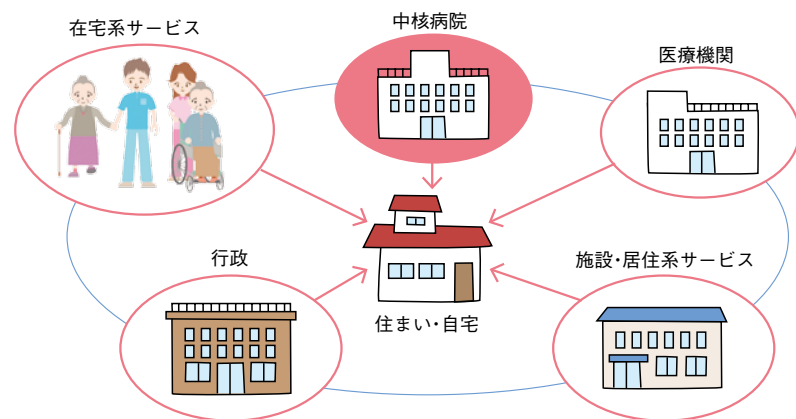 中核病院
在宅系サービス
医療機関
行政
施設・居住系サービス
住まい・自宅